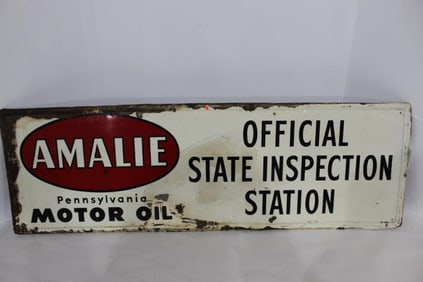 AMALIE
Pennsylvania
MOTOR OIL
OFFICIAL
STATE INSPECTION
STATION